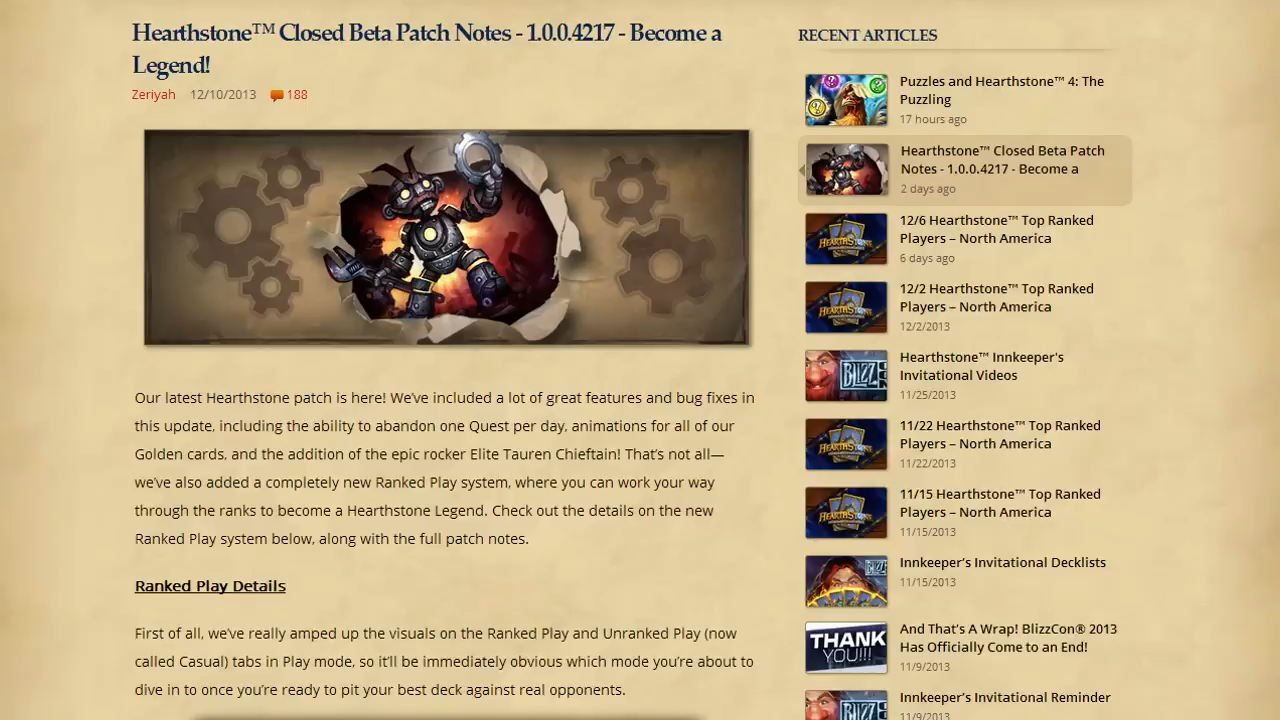 Hearthstone™ Closed Beta Patch Notes - 1.0.0.4217 - Become a
Legend!
Zeriyah 12/10/2013 188
Our latest Hearthstone patch is here! We've included a lot of great features and bug fixes in
this update, including the ability to abandon one Quest per day, animations for all of our
Golden cards, and the addition of the epic rocker Elite Tauren Chieftain! That's not all—
we've also added a completely new Ranked Play system, where you can work your way
through the ranks to become a Hearthstone Legend. Check out the details on the new
Ranked Play system below, along with the full patch notes.
Ranked Play Details
First of all, we've really amped up the visuals on the Ranked Play and Unranked Play (now
called Casual) tabs in Play mode, so it'll be immediately obvious which mode you're about to
dive in to once you're ready to pit your best deck against real opponents.
RECENT ARTICLES
Puzzles and Hearthstone™ 4: The
Puzzling
17 hours ago
Hearthstone™ Closed Beta Patch
Notes - 1.0.0.4217 - Become a
2 days ago
HEARTHSTONE
12/6 Hearthstone™ Top Ranked
Players – North America
6 days ago
HEARTHSTONE
12/2 Hearthstone™ Top Ranked
Players – North America
12/2/2013
BLIZZ
Hearthstone™ Innkeeper's
Invitational Videos
11/25/2013
HEARTHSTONE
11/22 Hearthstone™ Top Ranked
Players – North America
11/22/2013
HEARTHSTONE
11/15 Hearthstone™ Top Ranked
Players – North America
11/15/2013
Innkeeper's Invitational Decklists
11/15/2013
THANK
YOU!!!
And That's A Wrap! BlizzCon® 2013
Has Officially Come to an End!
11/9/2013
BLIZZ
Innkeeper's Invitational Reminder
11/9/2013